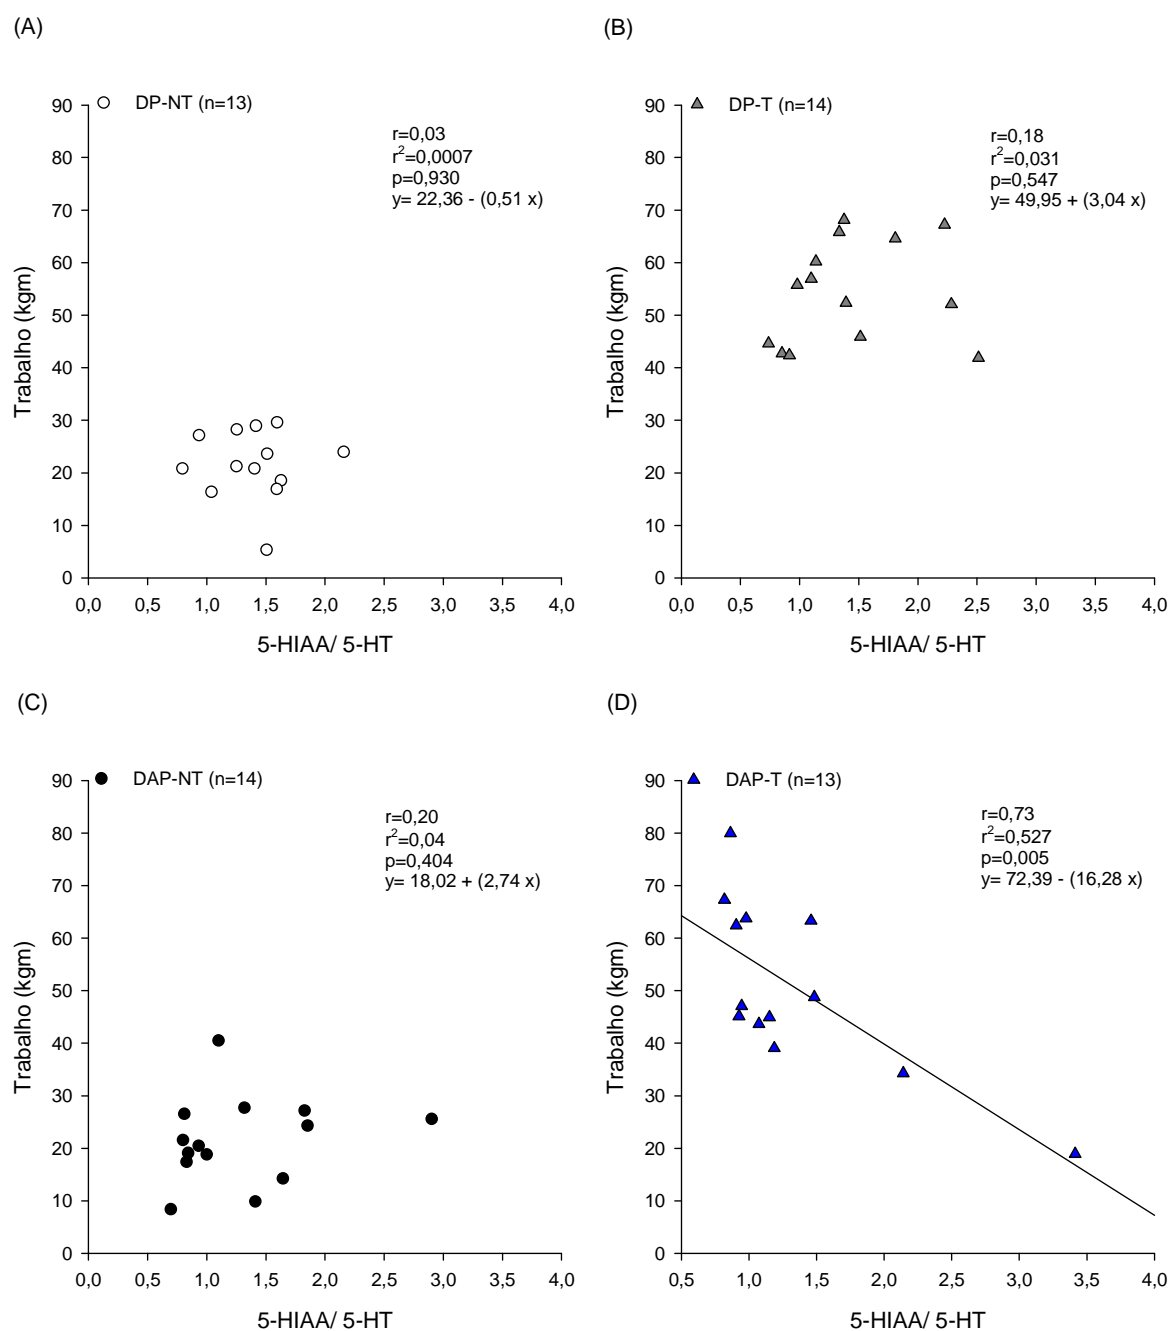 (A)
DP-NT (n=13)
r=0,03
r²=0,0007
p=0,930
y= 22,36 - (0,51 x)
90
80
70
60
50
40
30
20
10
0
Trabalho (kgm)
0,0 0,5 1,0 1,5 2,0 2,5 3,0 3,5 4,0
5-HIAA/ 5-HT
(B)
DP-T (n=14)
r=0,18
r²=0,031
p=0,547
y= 49,95 + (3,04 x)
90
80
70
60
50
40
30
20
10
0
Trabalho (kgm)
0,0 0,5 1,0 1,5 2,0 2,5 3,0 3,5 4,0
5-HIAA/ 5-HT
(C)
DAP-NT (n=14)
r=0,20
r²=0,04
p=0,404
y= 18,02 + (2,74 x)
90
80
70
60
50
40
30
20
10
0
Trabalho (kgm)
0,0 0,5 1,0 1,5 2,0 2,5 3,0 3,5 4,0
5-HIAA/ 5-HT
(D)
DAP-T (n=13)
r=0,73
r²=0,527
p=0,005
y= 72,39 - (16,28 x)
90
80
70
60
50
40
30
20
10
0
Trabalho (kgm)
0,5 1,0 1,5 2,0 2,5 3,0 3,5 4,0
5-HIAA/ 5-HT